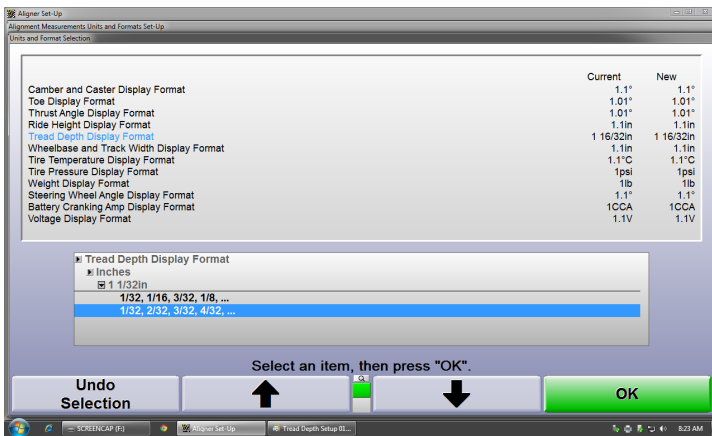 Aligner Set-Up
Alignment Measurements Units and Formats Set-Up
Units and Format Selection
Current New
Camber and Caster Display Format 1.1° 1.1°
Toe Display Format 1.01° 1.01°
Thrust Angle Display Format 1.01° 1.01°
Ride Height Display Format 1.1in 1.1in
Tread Depth Display Format 1 16/32in 1 16/32in
Wheelbase and Track Width Display Format 1.1in 1.1in
Tire Temperature Display Format 1.1°C 1.1°C
Tire Pressure Display Format 1psi 1psi
Weight Display Format 1lb 1lb
Steering Wheel Angle Display Format 1.1° 1.1°
Battery Cranking Amp Display Format 1CCA 1CCA
Voltage Display Format 1.1V 1.1V
Tread Depth Display Format
Inches
1 1/32in
1/32, 1/16, 3/32, 1/8, ...
1/32, 2/32, 3/32, 4/32, ...
Select an item, then press "OK".
Undo
Selection
OK
SCREENCAP (F:) Aligner Set-Up Tread Depth Setup 01... 8:23 AM